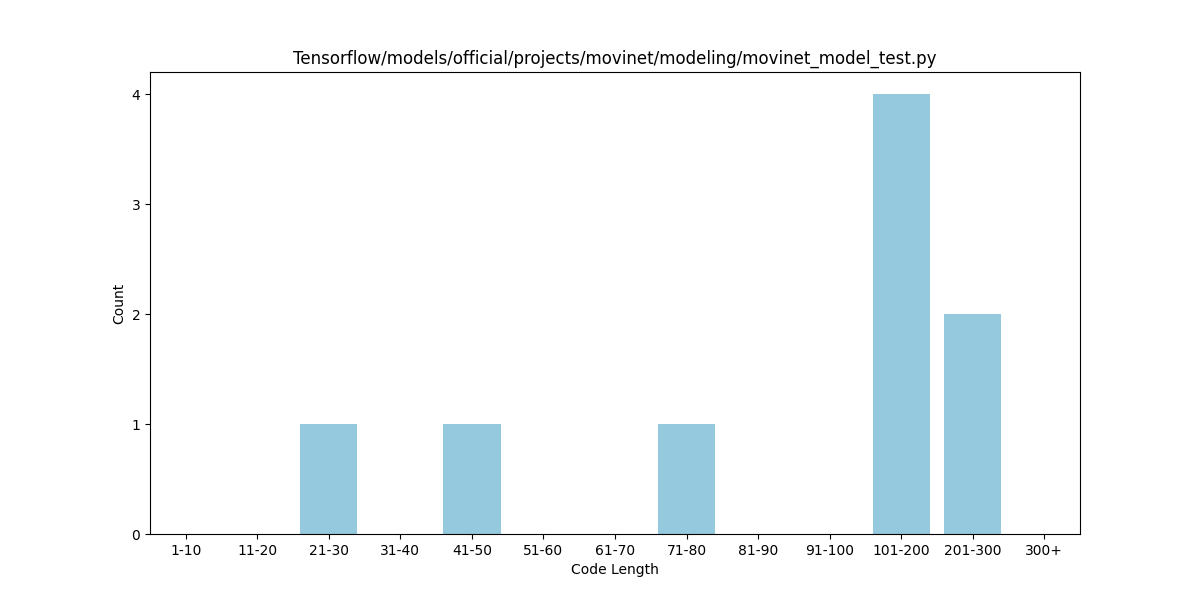 Tensorflow/models/official/projects/movinet/modeling/movinet_model_test.py
4
3
2
1
0
Count
1-10 11-20 21-30 31-40 41-50 51-60 61-70 71-80 81-90 91-100 101-200 201-300 300+
Code Length